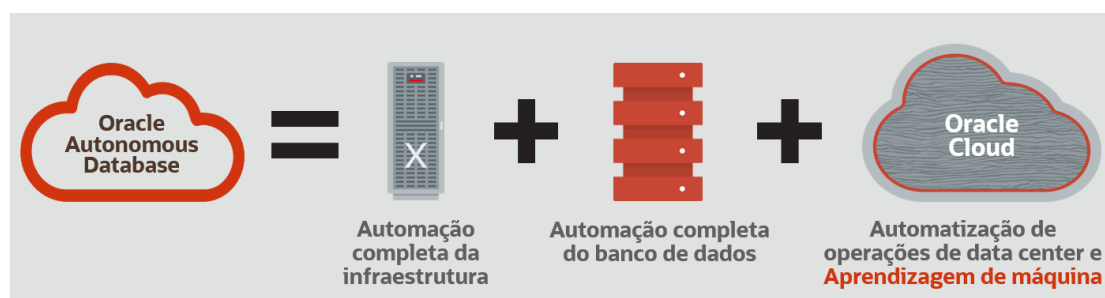 Oracle
Autonomous
Database
X
Automação
completa da
infraestrutura
Automação completa
do banco de dados
Oracle
Cloud
Automatização de
operações de data center e
Aprendizagem de máquina